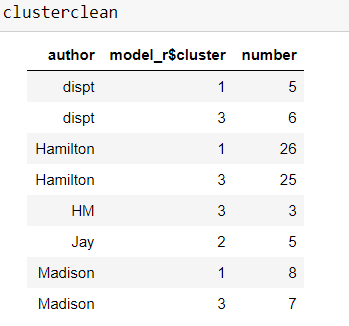 clusterclean
author model_r$cluster number
dispt 1 5
dispt 3 6
Hamilton 1 26
Hamilton 3 25
HM 3 3
Jay 2 5
Madison 1 8
Madison 3 7